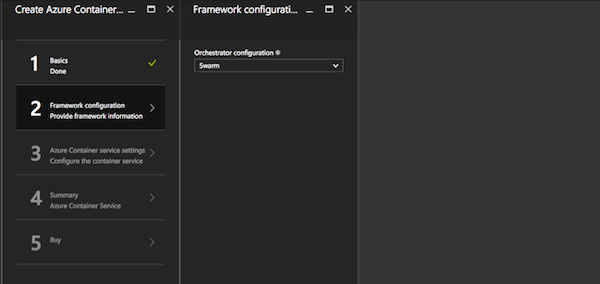 Create Azure Container...
Framework configurati...
1
Basics
Done
2
Framework configuration
Provide framework information
3
Azure Container service settings
Configure the container service
4
Summary
Azure Container Service
5
Buy
Orchestrator configuration
Swarm